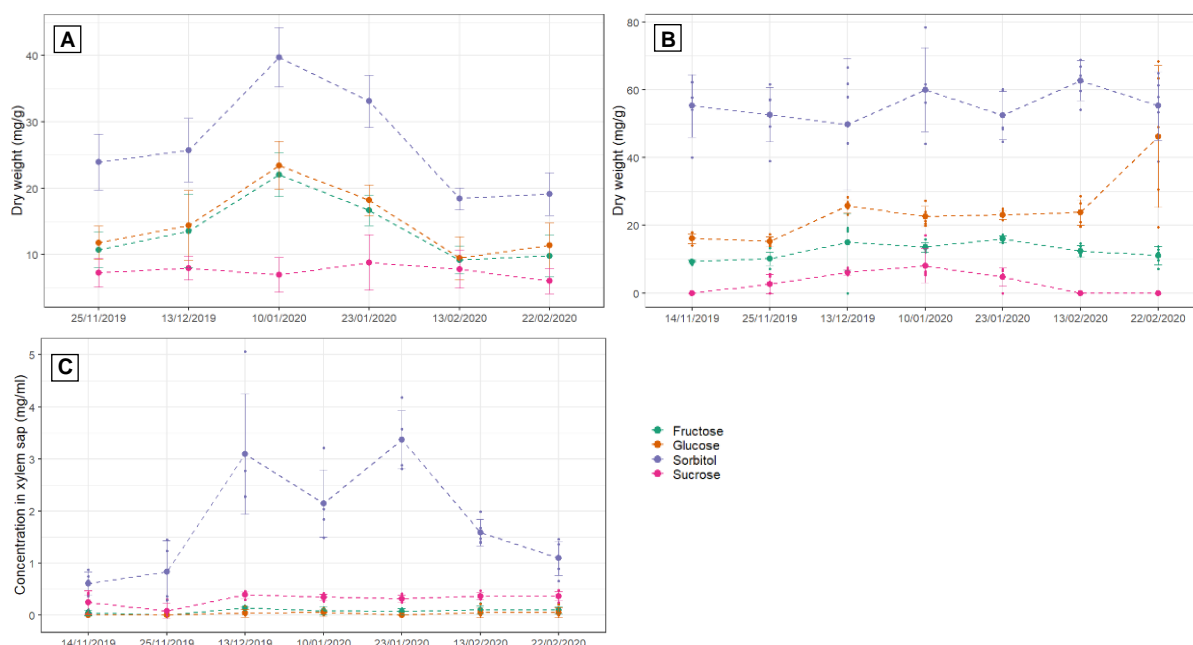 A
Dry weight (mg/g)
40
30
20
10
25/11/2019 13/12/2019 10/01/2020 23/01/2020 13/02/2020 22/02/2020
B
Dry weight (mg/g)
80
60
40
20
0
14/11/2019 25/11/2019 13/12/2019 10/01/2020 23/01/2020 13/02/2020 22/02/2020
C
Concentration in xylem sap (mg/ml)
5
4
3
2
1
0
14/11/2019 25/11/2019 13/12/2019 10/01/2020 23/01/2020 13/02/2020 22/02/2020
Fructose
Glucose
Sorbitol
Sucrose